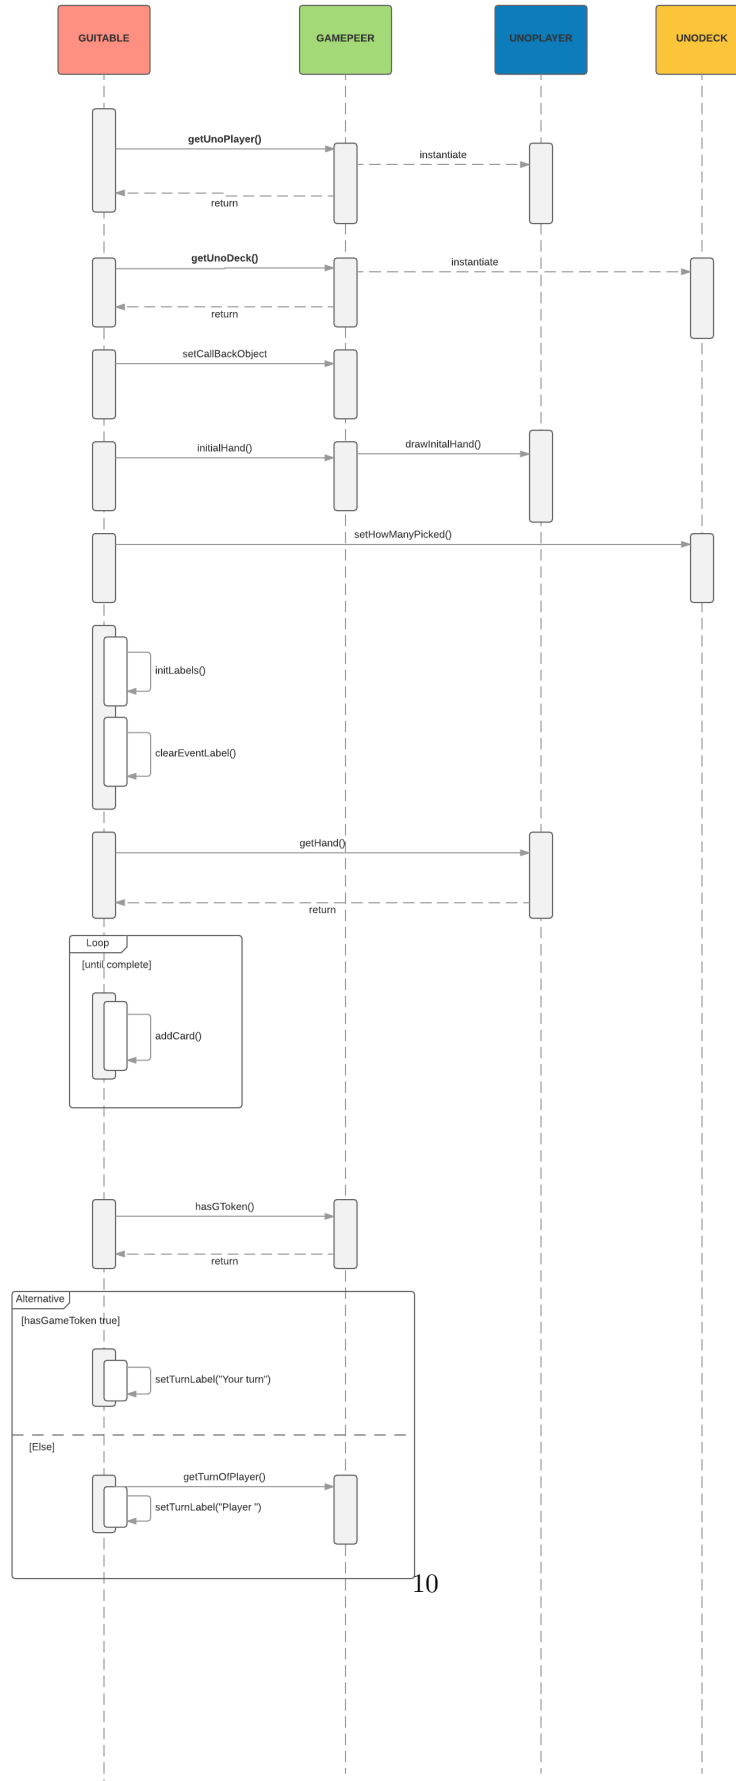 GUITABLE
GAMEPEER
UNOPLAYER
UNODECK
getUnoPlayer()
instantiate
return
getUnoDeck()
instantiate
return
setCallBackObject
initialHand()
drawInitalHand()
setHowManyPicked()
initLabels()
clearEventLabel()
getHand()
return
Loop
[until complete]
addCard()
hasGToken()
return
Alternative
[hasGameToken true]
setTurnLabel("Your turn")
[Else]
getTurnOfPlayer()
setTurnLabel("Player ")
10